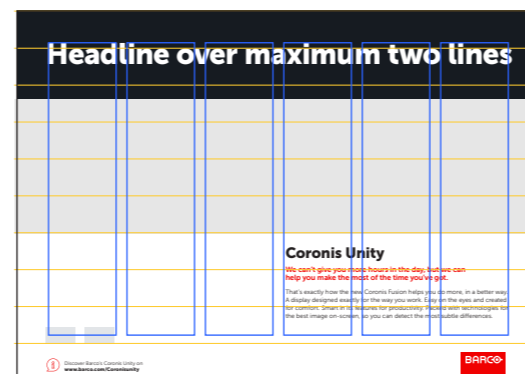 Headline over maximum two lines
Coronis Unity
We can't give you more hours in the day, but we can
help you make the most of the time you've got.
That's exactly how the new Coronis Fusion helps you do more, in a better way.
A display designed exactly for the way you work. Easy on the eyes and created
for comfort. Smart in its features for productivity. Packed with technologies for
the best image on-screen, so you can detect the most subtle differences.
Discover Barco's Coronis Unity on
www.barco.com/Coronisunity
BARCO